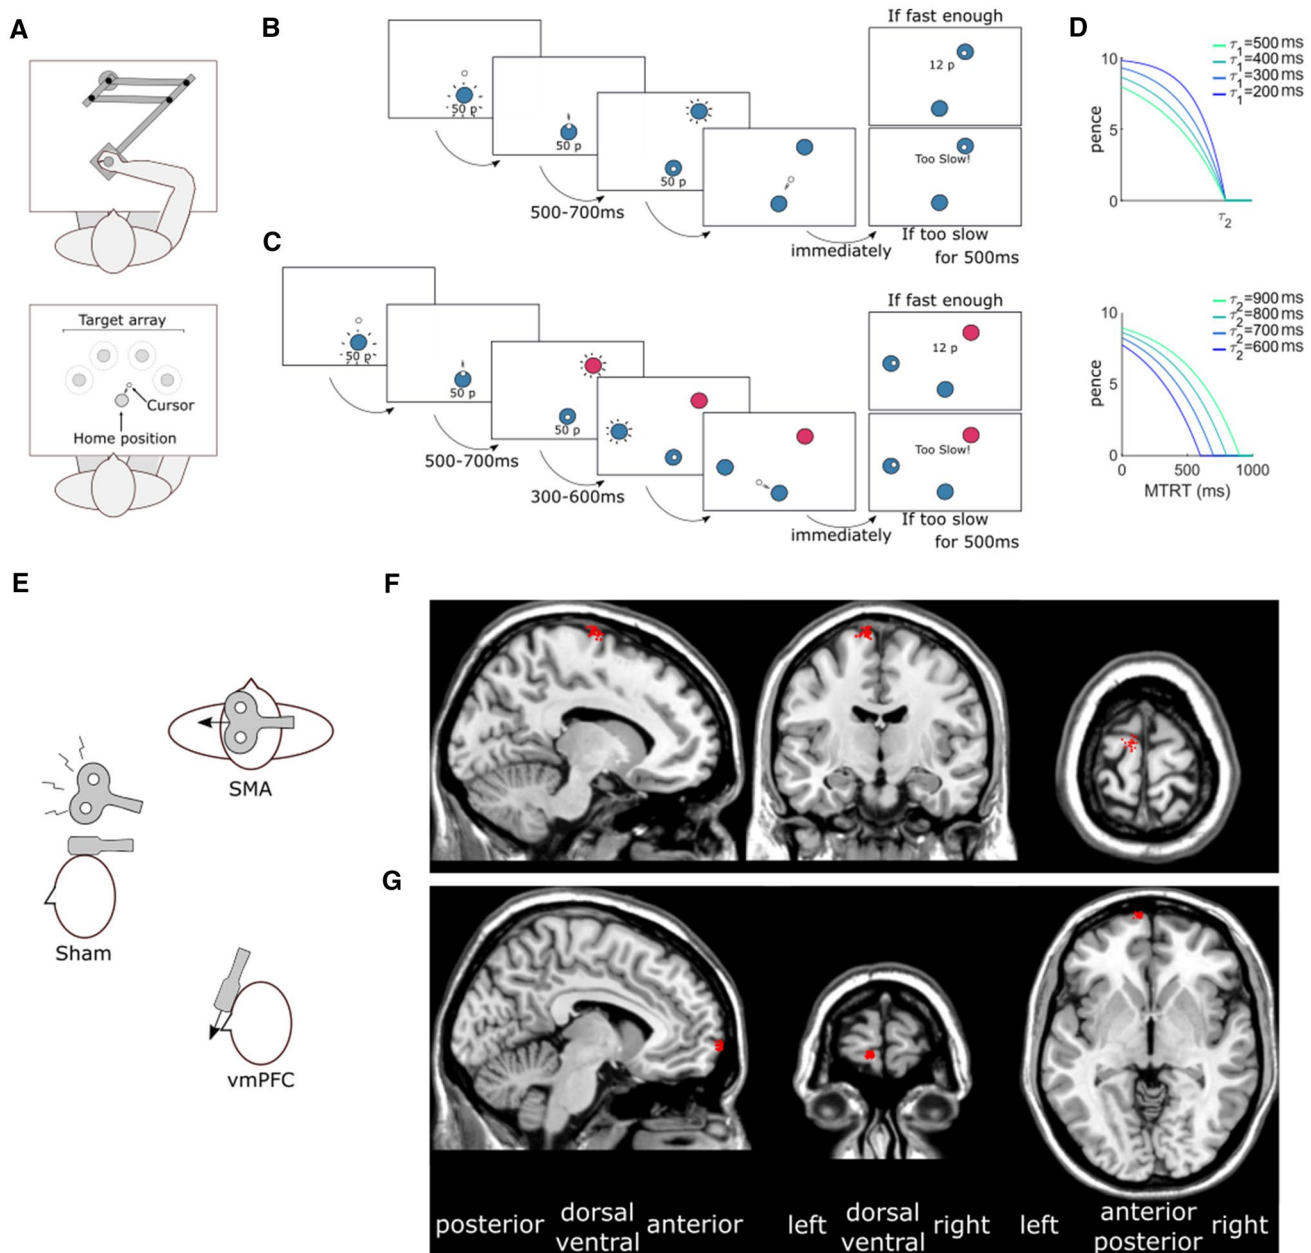 A
Target array
Cursor
Home position
B
50 p
50 p
50 p
500-700ms
immediately
If fast enough
12 p
Too Slow!
If too slow
for 500ms
C
50 p
50 p
50 p
500-700ms
300-600ms
immediately
If fast enough
12 p
Too Slow!
If too slow
for 500ms
D
τ1=500 ms
τ1=400 ms
τ1=300 ms
τ1=200 ms
10
5
0
pence
τ2
τ2=900 ms
τ2=800 ms
τ2=700 ms
τ2=600 ms
10
5
0
pence
0 500 1000
MTRT (ms)
E
SMA
Sham
vmPFC
F
G
posterior dorsal anterior
ventral
left dorsal right
ventral
left anterior right
posterior